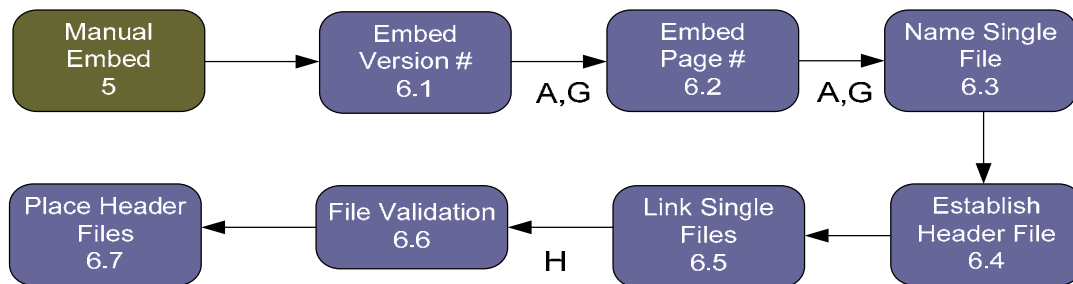 Manual
Embed
5
Embed
Version #
6.1
A,G
Embed
Page #
6.2
A,G
Name Single
File
6.3
Place Header
Files
6.7
File Validation
6.6
H
Link Single
Files
6.5
Establish
Header File
6.4